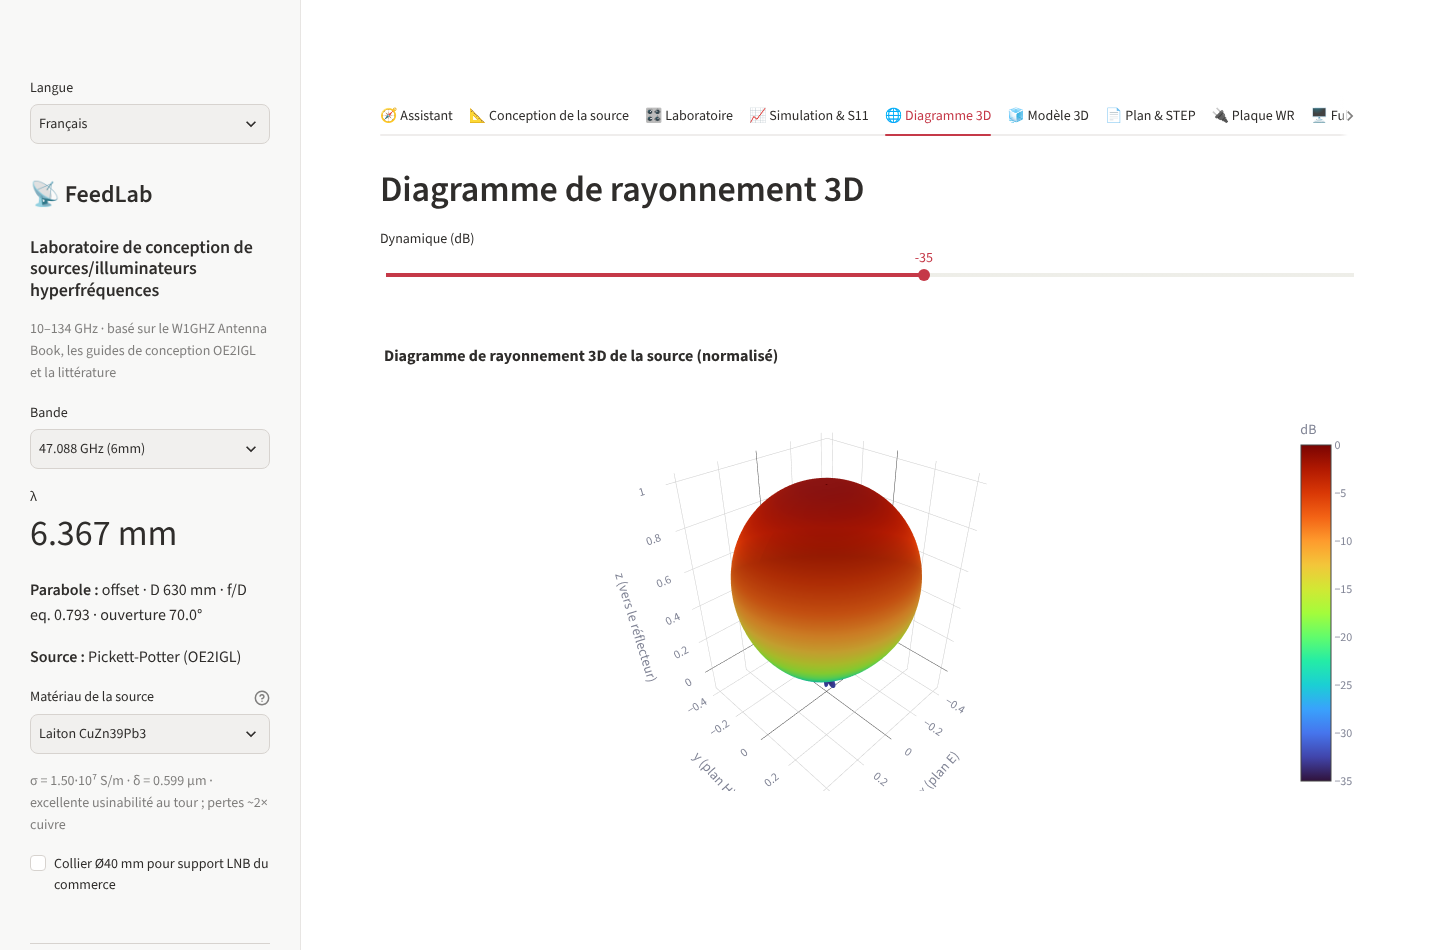 Langue
Français
📡 FeedLab
Laboratoire de conception de
sources/illuminateurs
hyperfréquences
10–134 GHz · basé sur le W1GHZ Antenna
Book, les guides de conception OE2IGL
et la littérature
Bande
47.088 GHz (6mm)
λ
6.367 mm
Parabole : offset · D 630 mm · f/D
eq. 0.793 · ouverture 70.0°
Source : Pickett-Potter (OE2IGL)
Matériau de la source
Laiton CuZn39Pb3
σ = 1.50·10⁷ S/m · δ = 0.599 µm ·
excellente usinabilité au tour ; pertes ~2×
cuivre
Collier Ø40 mm pour support LNB du
commerce
🧭 Assistant 📐 Conception de la source 🎛️ Laboratoire 📈 Simulation & S11 🌐 Diagramme 3D 🧊 Modèle 3D 📄 Plan & STEP 🔌 Plaque WR 🖥️ Fu
Diagramme de rayonnement 3D
Dynamique (dB)
-35
Diagramme de rayonnement 3D de la source (normalisé)
1
0.8
0.6
0.4
0.2
0
z (vers le réflecteur)
−0.4
−0.2
0
0.2
y (plan H
−0.4
−0.2
0
0.2
(plan E)
dB
0
−5
−10
−15
−20
−25
−30
−35